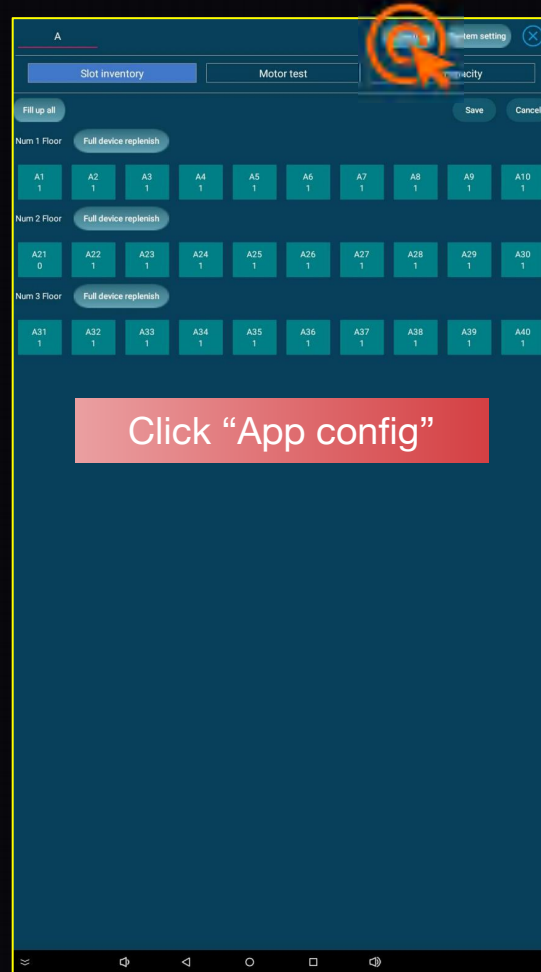 A
tem setting
Slot inventory
Motor test
acity
Fill up all
Save
Cancel
Num 1 Floor
Full device replenish
A1 A2 A3 A4 A5 A6 A7 A8 A9 A10
1 1 1 1 1 1 1 1 1 1
Num 2 Floor
Full device replenish
A21 A22 A23 A24 A25 A26 A27 A28 A29 A30
0 1 1 1 1 1 1 1 1 1
Num 3 Floor
Full device replenish
A31 A32 A33 A34 A35 A36 A37 A38 A39 A40
1 1 1 1 1 1 1 1 1 1
Click “App config”